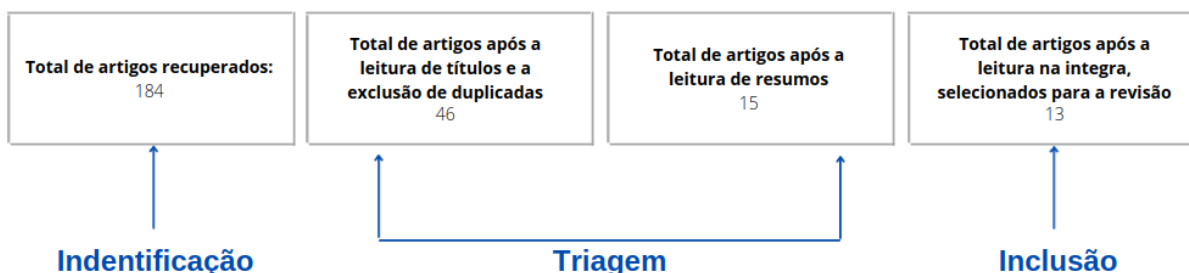 Total de artigos recuperados:
184
Total de artigos após a
leitura de títulos e a
exclusão de duplicadas
46
Total de artigos após a
leitura de resumos
15
Total de artigos após a
leitura na integra,
selecionados para a revisão
13
Indentificação
Triagem
Inclusão